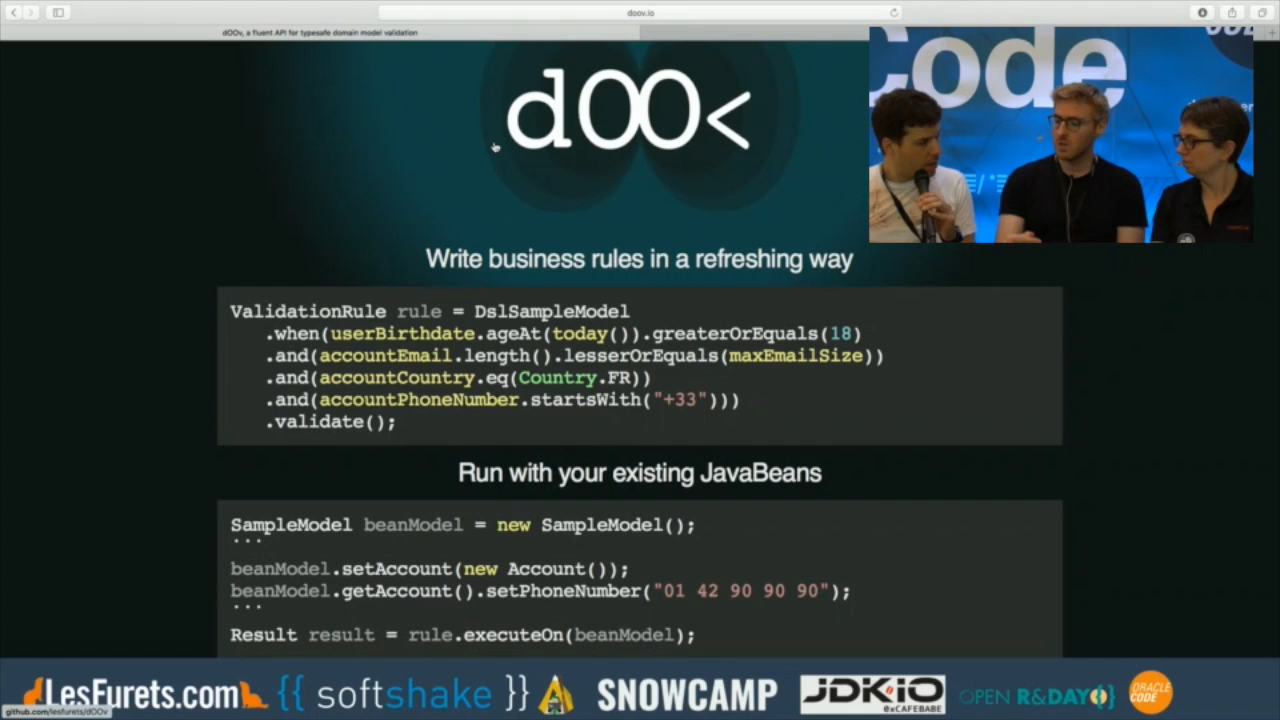 doov.io
dOOv, a fluent API for typesafe domain model validation
Code
dOO<
Write business rules in a refreshing way
ValidationRule rule = DslSampleModel
.when(userBirthdate.ageAt(today()).greaterOrEquals(18)
.and(accountEmail.length().lesserOrEquals(maxEmailSize))
.and(accountCountry.eq(Country.FR))
.and(accountPhoneNumber.startsWith("+33")))
.validate();
Run with your existing JavaBeans
SampleModel beanModel = new SampleModel();
...
beanModel.setAccount(new Account());
beanModel.getAccount().setPhoneNumber("01 42 90 90 90");
...
Result result = rule.executeOn(beanModel);
LesFurets.com {{ softshake }} SNOWCAMP JDK.IO OPEN R&DAY{} ORACLE CODE
@xCAFEBABE
github.com/lesfurets/dOOv